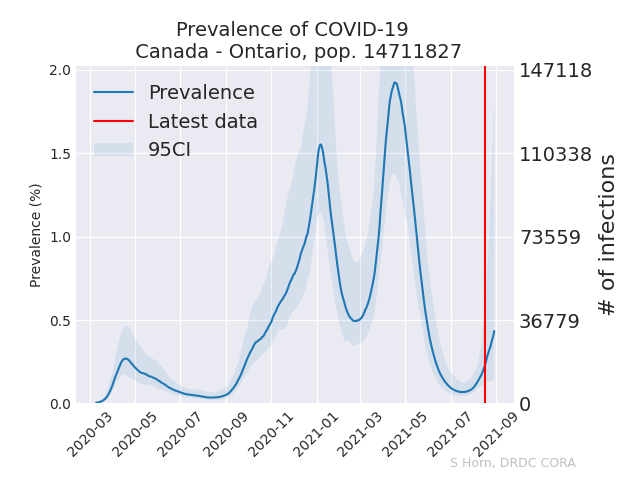 Prevalence of COVID-19
Canada - Ontario, pop. 14711827
Prevalence
Latest data
95CI
Prevalence (%)
2.0
1.5
1.0
0.5
0.0
147118
110338
73559
36779
0
# of infections
2020-03
2020-05
2020-07
2020-09
2020-11
2021-01
2021-03
2021-05
2021-07
2021-09
S Horn, DRDC CORA